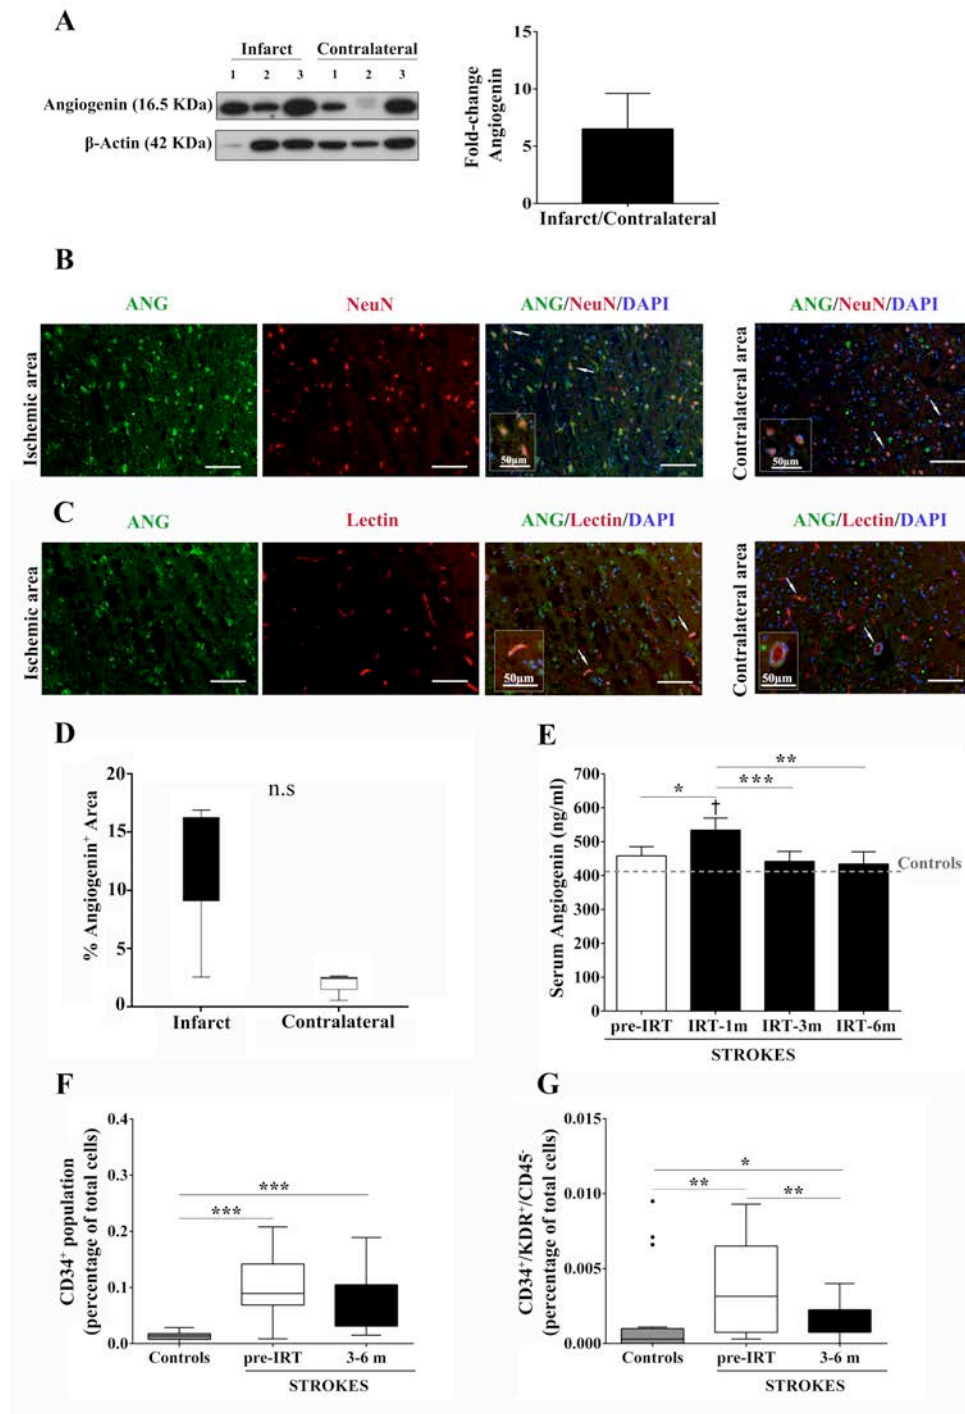 A
Infarct Contralateral
1 2 3 1 2 3
Angiogenin (16.5 KDa)
β-Actin (42 KDa)
Fold-change
Angiogenin
15
10
5
0
Infarct/Contralateral
B
ANG NeuN ANG/NeuN/DAPI ANG/NeuN/DAPI
Ischemic area
50µm
Contralateral area
50µm
C
ANG Lectin ANG/Lectin/DAPI ANG/Lectin/DAPI
Ischemic area
50µm
Contralateral area
50µm
D
% Angiogenin⁺ Area
20
15
10
5
0
n.s
Infarct Contralateral
E
Serum Angiogenin (ng/ml)
700
600
500
400
300
200
100
0
**
* ***
†
Controls
pre-IRT IRT-1m IRT-3m IRT-6m
STROKES
F
CD34⁺ population
(percentage of total cells)
0.4
0.3
0.2
0.1
0.0
***
***
Controls pre-IRT 3-6 m
STROKES
G
CD34⁺/KDR⁺/CD45⁻
(percentage of total cells)
0.015
0.010
0.005
0.000
*
** **
Controls pre-IRT 3-6 m
STROKES